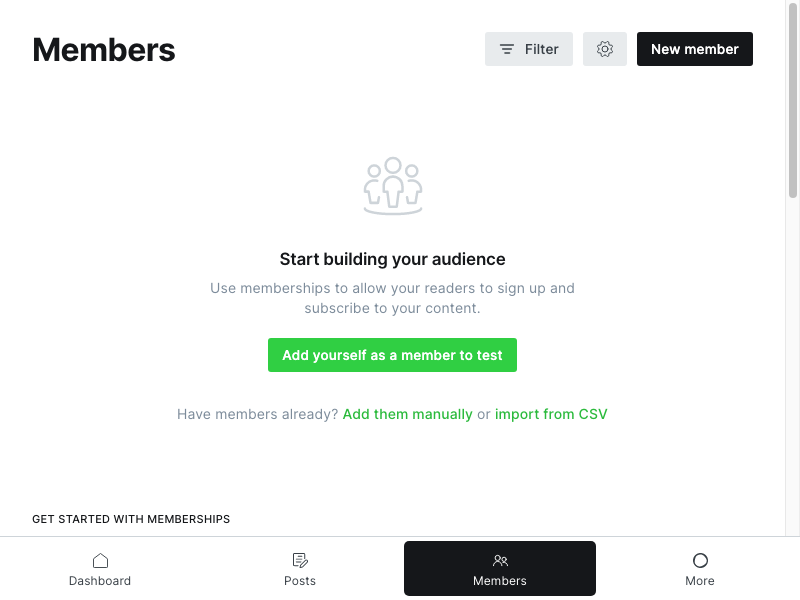 Members
Filter
New member
Start building your audience
Use memberships to allow your readers to sign up and
subscribe to your content.
Add yourself as a member to test
Have members already? Add them manually or import from CSV
GET STARTED WITH MEMBERSHIPS
Dashboard
Posts
Members
More